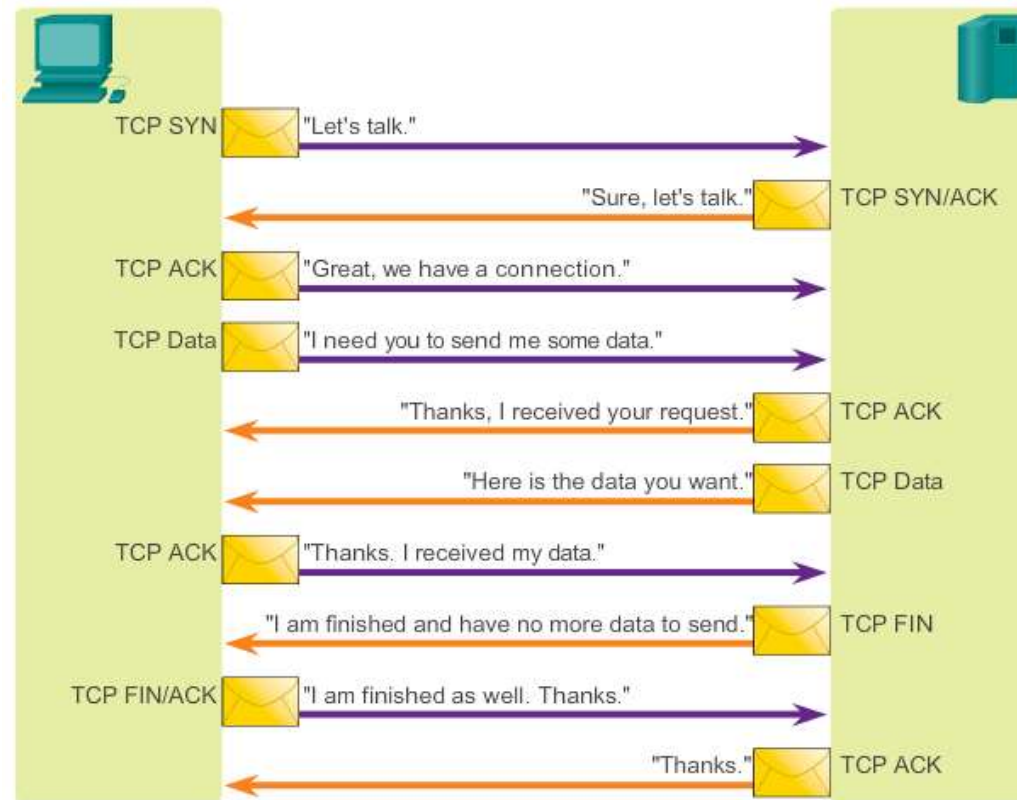 TCP SYN "Let's talk."
"Sure, let's talk." TCP SYN/ACK
TCP ACK "Great, we have a connection."
TCP Data "I need you to send me some data."
"Thanks, I received your request." TCP ACK
"Here is the data you want." TCP Data
TCP ACK "Thanks. I received my data."
"I am finished and have no more data to send." TCP FIN
TCP FIN/ACK "I am finished as well. Thanks."
"Thanks." TCP ACK